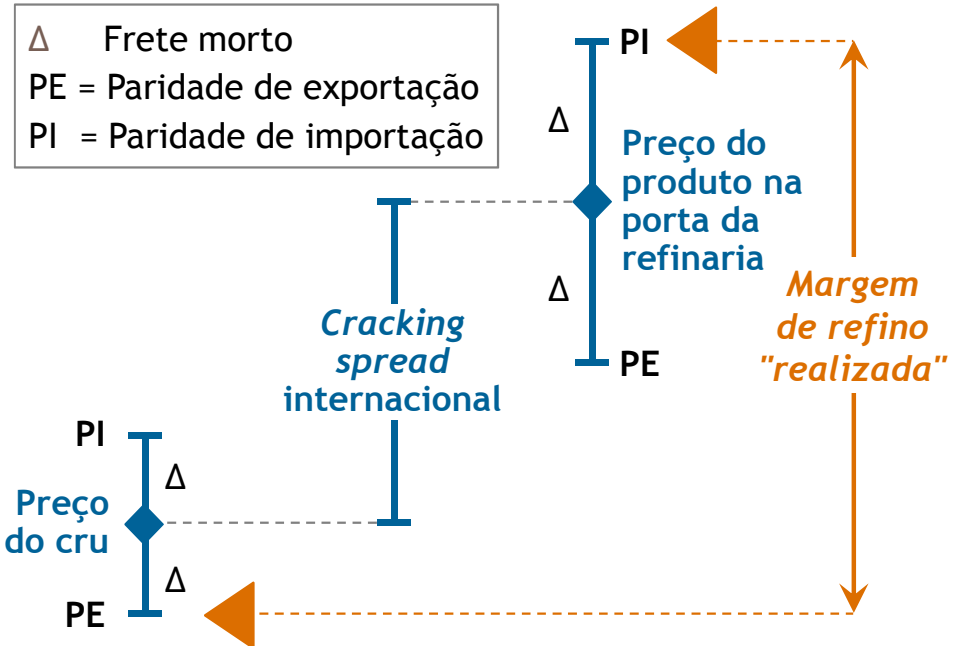 Δ Frete morto
PE = Paridade de exportação
PI = Paridade de importação
PI
Δ
Preço do
produto na
porta da
refinaria
Δ
PE
Cracking
spread
internacional
Margem
de refino
"realizada"
PI
Δ
Preço
do cru
Δ
PE